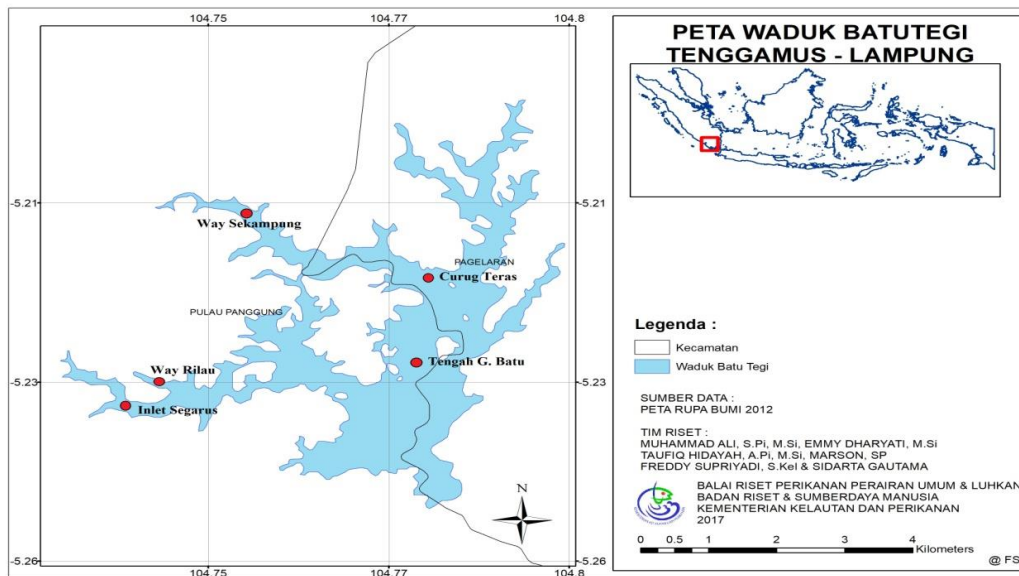 104.75 104.77 104.8
PETA WADUK BATUTEGI
TENGGAMUS - LAMPUNG
-5.21 -5.21
Way Sekampung
PAGELARAN
Curug Teras
PULAU PANGGUNG
Tengah G. Batu
Way Rilau
-5.23 -5.23
Inlet Segarus
N
-5.26 -5.26
104.75 104.77 104.8
Legenda :
Kecamatan
Waduk Batu Tegi
SUMBER DATA :
PETA RUPA BUMI 2012
TIM RISET :
MUHAMMAD ALI, S.Pi, M.Si, EMMY DHARYATI, M.Si
TAUFIQ HIDAYAH, A.Pi, M.Si, MARSON, SP
FREDDY SUPRIYADI, S.Kel & SIDARTA GAUTAMA
BALAI RISET PERIKANAN PERAIRAN UMUM & LUHKAN
BADAN RISET & SUMBERDAYA MANUSIA
KEMENTERIAN KELAUTAN DAN PERIKANAN
2017
0 0.5 1 2 3 4
Kilometers
@ FS